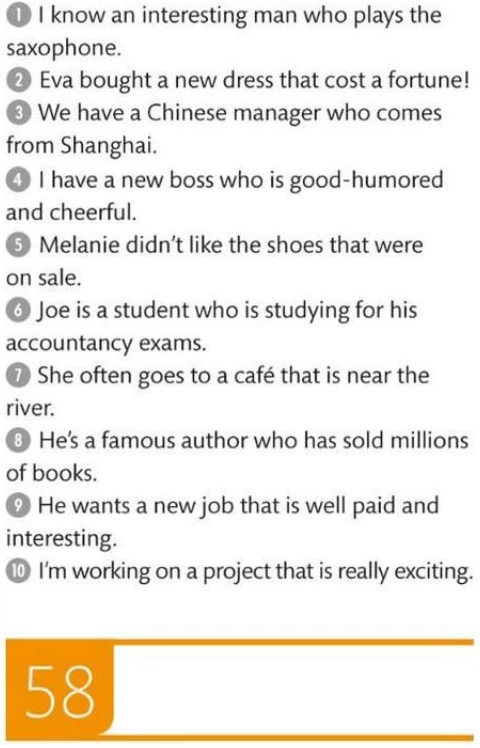 1 I know an interesting man who plays the
saxophone.
2 Eva bought a new dress that cost a fortune!
3 We have a Chinese manager who comes
from Shanghai.
4 I have a new boss who is good-humored
and cheerful.
5 Melanie didn't like the shoes that were
on sale.
6 Joe is a student who is studying for his
accountancy exams.
7 She often goes to a café that is near the
river.
8 He's a famous author who has sold millions
of books.
9 He wants a new job that is well paid and
interesting.
10 I'm working on a project that is really exciting.
58